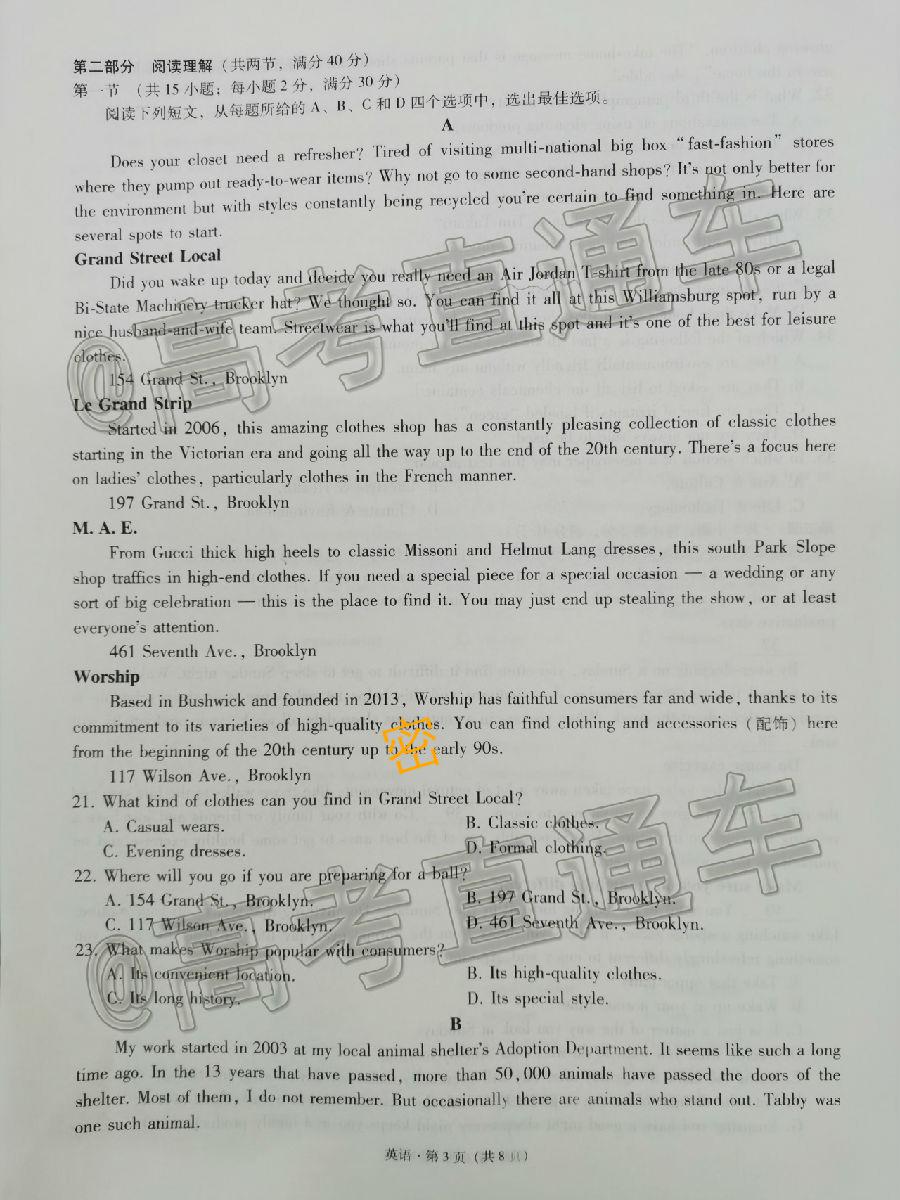 第二部分 阅读理解（共两节，满分 40 分）
第一节 （共 15 小题；每小题 2 分，满分 30 分）
阅读下列短文，从每题所给的 A、B、C 和 D 四个选项中，选出最佳选项。
A
Does your closet need a refresher? Tired of visiting multi-national big box “fast-fashion” stores
where they pump out ready-to-wear items? Why not go to some second-hand shops? It's not only better for
the environment but with styles constantly being recycled you're certain to find something in. Here are
several spots to start.
Grand Street Local
Did you wake up today and decide you really need an Air Jordan T-shirt from the late 80s or a legal
Bi-State Machinery trucker hat? We thought so. You can find it all at this Williamsburg spot, run by a
nice husband-and-wife team. Streetwear is what you'll find at this spot and it's one of the best for leisure
clothes.
154 Grand St., Brooklyn
Le Grand Strip
Started in 2006, this amazing clothes shop has a constantly pleasing collection of classic clothes
starting in the Victorian era and going all the way up to the end of the 20th century. There's a focus here
on ladies' clothes, particularly clothes in the French manner.
197 Grand St., Brooklyn
M. A. E.
From Gucci thick high heels to classic Missoni and Helmut Lang dresses, this south Park Slope
shop traffics in high-end clothes. If you need a special piece for a special occasion — a wedding or any
sort of big celebration — this is the place to find it. You may just end up stealing the show, or at least
everyone's attention.
461 Seventh Ave., Brooklyn
Worship
Based in Bushwick and founded in 2013, Worship has faithful consumers far and wide, thanks to its
commitment to its varieties of high-quality clothes. You can find clothing and accessories (配饰) here
from the beginning of the 20th century up to the early 90s.
密
117 Wilson Ave., Brooklyn
21. What kind of clothes can you find in Grand Street Local?
A. Casual wears. B. Classic clothes.
C. Evening dresses. D. Formal clothing.
22. Where will you go if you are preparing for a ball?
A. 154 Grand St., Brooklyn. B. 197 Grand St., Brooklyn.
C. 117 Wilson Ave., Brooklyn. D. 461 Seventh Ave., Brooklyn.
23. What makes Worship popular with consumers?
A. Its convenient location. B. Its high-quality clothes.
C. Its long history. D. Its special style.
B
My work started in 2003 at my local animal shelter's Adoption Department. It seems like such a long
time ago. In the 13 years that have passed, more than 50,000 animals have passed the doors of the
shelter. Most of them, I do not remember. But occasionally there are animals who stand out. Tabby was
one such animal.
英语·第 3 页（共 8 页）
@高考直通车
@高考直通车